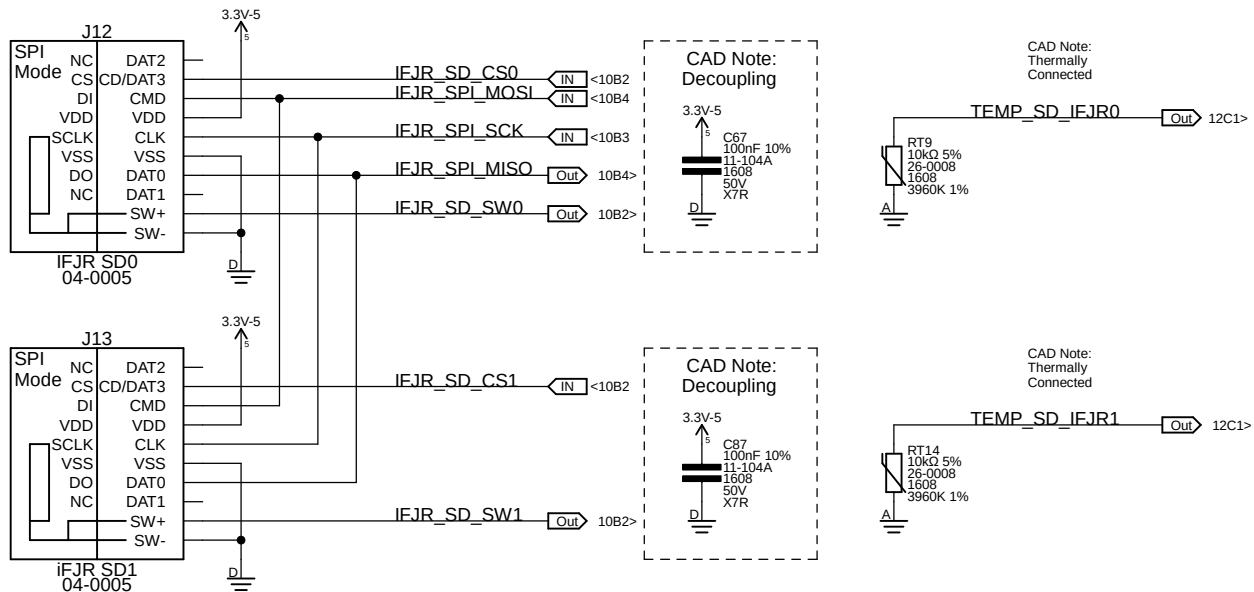 J12
SPI
Mode
NC DAT2
CS CD/DAT3
DI CMD
VDD VDD
SCLK CLK
VSS VSS
DO DAT0
NC DAT1
SW+
SW-
IFJR SD0
04-0005
3.3V-5
5
D
IFJR_SD_CS0 IN <10B2
IFJR_SPI_MOSI IN <10B4
IFJR_SPI_SCK IN <10B3
IFJR_SPI_MISO Out 10B4>
IFJR_SD_SW0 Out 10B2>
CAD Note:
Decoupling
3.3V-5
5
C67
100nF 10%
11-104A
1608
50V
X7R
D
CAD Note:
Thermally
Connected
TEMP_SD_IFJR0 Out 12C1>
RT9
10kΩ 5%
26-0008
1608
3960K 1%
A
J13
SPI
Mode
NC DAT2
CS CD/DAT3
DI CMD
VDD VDD
SCLK CLK
VSS VSS
DO DAT0
NC DAT1
SW+
SW-
iFJR SD1
04-0005
3.3V-5
5
D
IFJR_SD_CS1 IN <10B2
IFJR_SD_SW1 Out 10B2>
CAD Note:
Decoupling
3.3V-5
5
C87
100nF 10%
11-104A
1608
50V
X7R
D
CAD Note:
Thermally
Connected
TEMP_SD_IFJR1 Out 12C1>
RT14
10kΩ 5%
26-0008
1608
3960K 1%
A